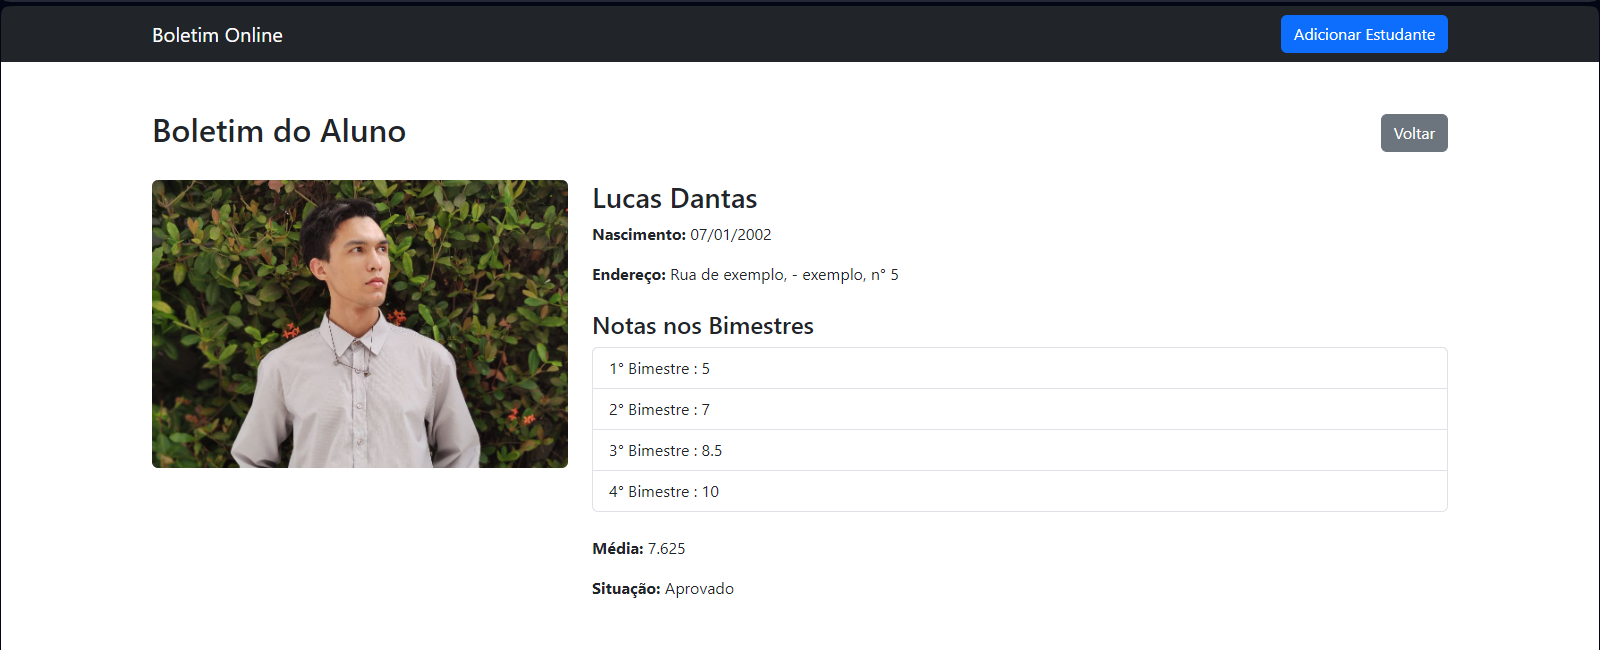 Boletim Online
Adicionar Estudante
Boletim do Aluno
Voltar
Lucas Dantas
Nascimento: 07/01/2002
Endereço: Rua de exemplo, - exemplo, n° 5
Notas nos Bimestres
1° Bimestre : 5
2° Bimestre : 7
3° Bimestre : 8.5
4° Bimestre : 10
Média: 7.625
Situação: Aprovado